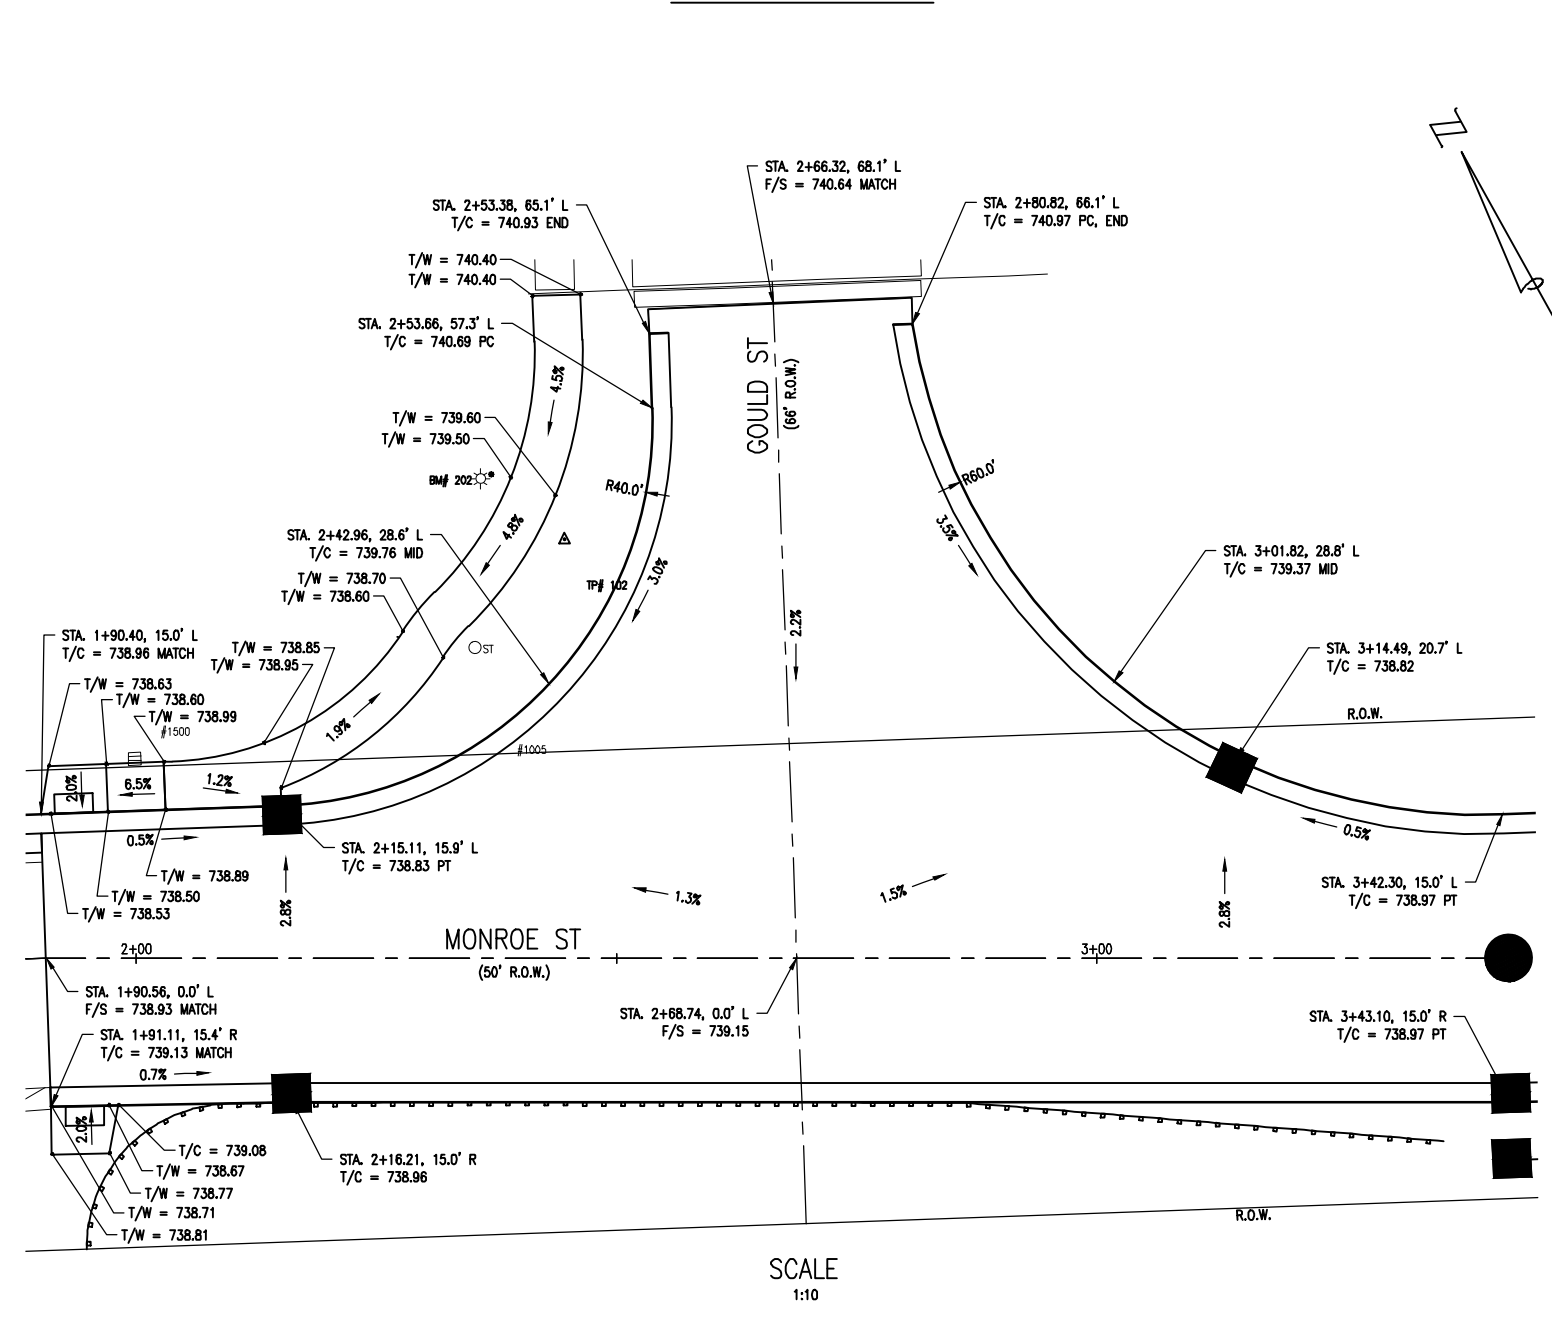 STA. 2+66.32, 68.1' L
F/S = 740.64 MATCH
STA. 2+53.38, 65.1' L
T/C = 740.93 END
STA. 2+80.82, 66.1' L
T/C = 740.97 PC, END
T/W = 740.40
T/W = 740.40
STA. 2+53.66, 57.3' L
T/C = 740.69 PC
GOULD ST
(66' R.O.W.)
4.5%
T/W = 739.60
T/W = 739.50
BM# 202
R40.0'
R60.0'
4.8%
3.5%
STA. 2+42.96, 28.6' L
T/C = 739.76 MID
STA. 3+01.82, 28.8' L
T/C = 739.37 MID
T/W = 738.70
T/W = 738.60
TP# 102
3.0%
2.2%
STA. 1+90.40, 15.0' L
T/C = 738.96 MATCH
T/W = 738.85
T/W = 738.95
ST
STA. 3+14.49, 20.7' L
T/C = 738.82
T/W = 738.63
T/W = 738.60
T/W = 738.99
#1500
1.9%
R.O.W.
#1005
2.0%
6.5%
1.2%
0.5%
0.5%
STA. 2+15.11, 15.9' L
T/C = 738.83 PT
T/W = 738.89
T/W = 738.50
T/W = 738.53
2.8%
1.3%
1.5%
2.8%
STA. 3+42.30, 15.0' L
T/C = 738.97 PT
2+00
MONROE ST
(50' R.O.W.)
3+00
STA. 1+90.56, 0.0' L
F/S = 738.93 MATCH
STA. 2+68.74, 0.0' L
F/S = 739.15
STA. 3+43.10, 15.0' R
T/C = 738.97 PT
STA. 1+91.11, 15.4' R
T/C = 739.13 MATCH
0.7%
2.0%
T/C = 739.08
T/W = 738.67
T/W = 738.77
T/W = 738.71
T/W = 738.81
STA. 2+16.21, 15.0' R
T/C = 738.96
R.O.W.
SCALE
1:10